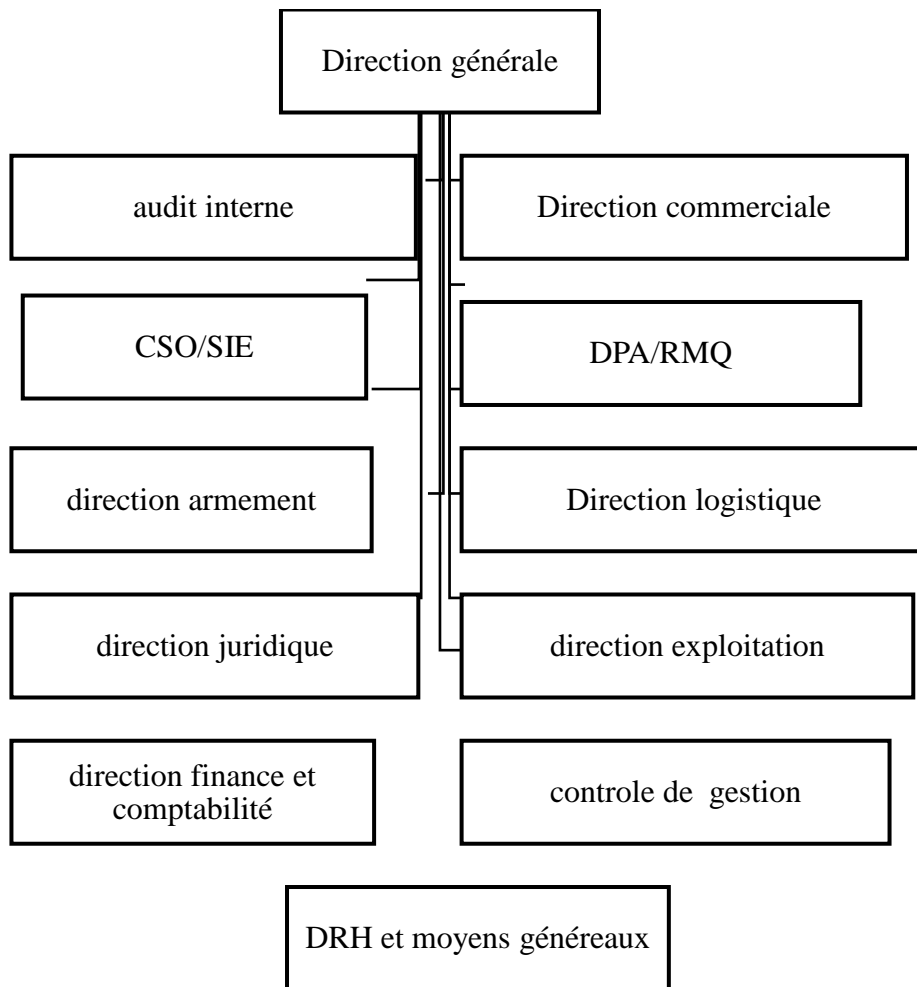 Direction générale
audit interne
Direction commerciale
CSO/SIE
DPA/RMQ
direction armement
Direction logistique
direction juridique
direction exploitation
direction finance et
comptabilité
controle de gestion
DRH et moyens généreaux